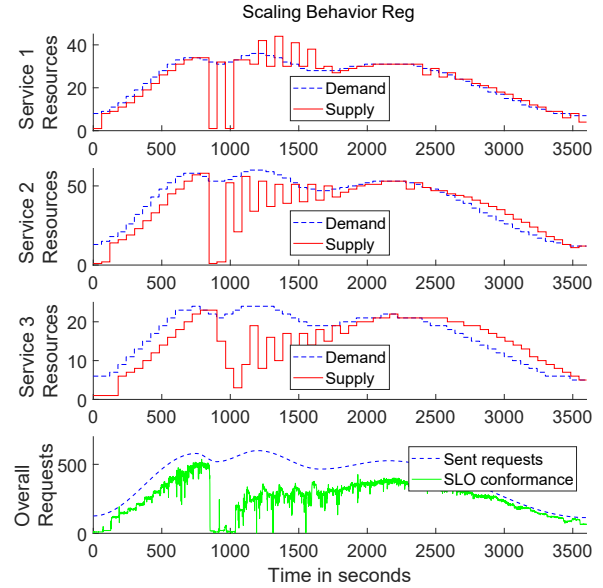 Scaling Behavior Reg
Service 1
Resources
40
20
0
Demand
Supply
0 500 1000 1500 2000 2500 3000 3500
Service 2
Resources
50
0
Demand
Supply
0 500 1000 1500 2000 2500 3000 3500
Service 3
Resources
20
10
0
Demand
Supply
0 500 1000 1500 2000 2500 3000 3500
Overall
Requests
500
0
Sent requests
SLO conformance
0 500 1000 1500 2000 2500 3000 3500
Time in seconds